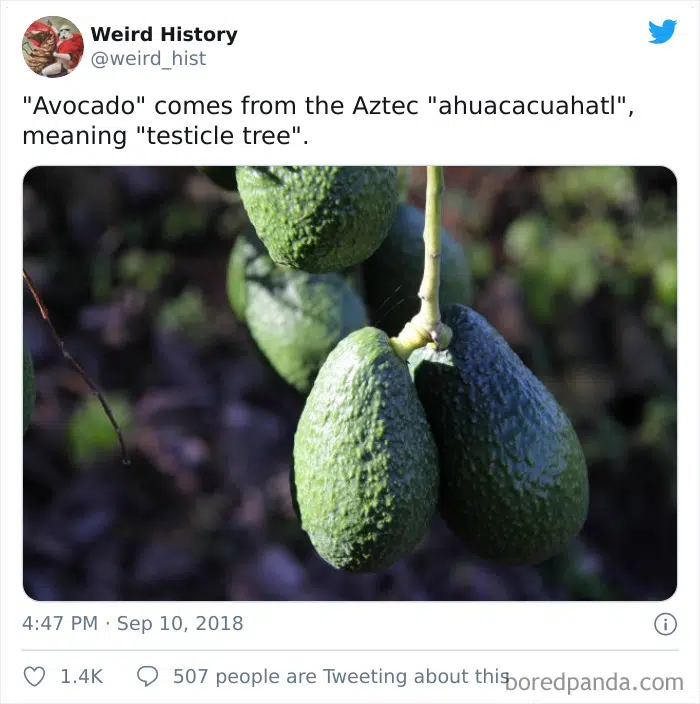 Weird History
@weird_hist
"Avocado" comes from the Aztec "ahuacacuahatl",
meaning "testicle tree".
4:47 PM · Sep 10, 2018
1.4K 507 people are Tweeting about this
boredpanda.com